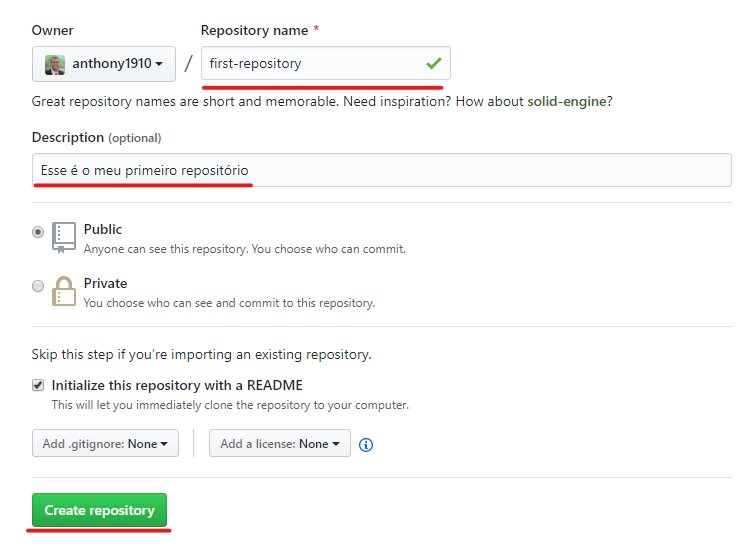 Owner
Repository name *
anthony1910 / first-repository
Great repository names are short and memorable. Need inspiration? How about solid-engine?
Description (optional)
Esse é o meu primeiro repositório
Public
Anyone can see this repository. You choose who can commit.
Private
You choose who can see and commit to this repository.
Skip this step if you're importing an existing repository.
Initialize this repository with a README
This will let you immediately clone the repository to your computer.
Add .gitignore: None
Add a license: None
Create repository